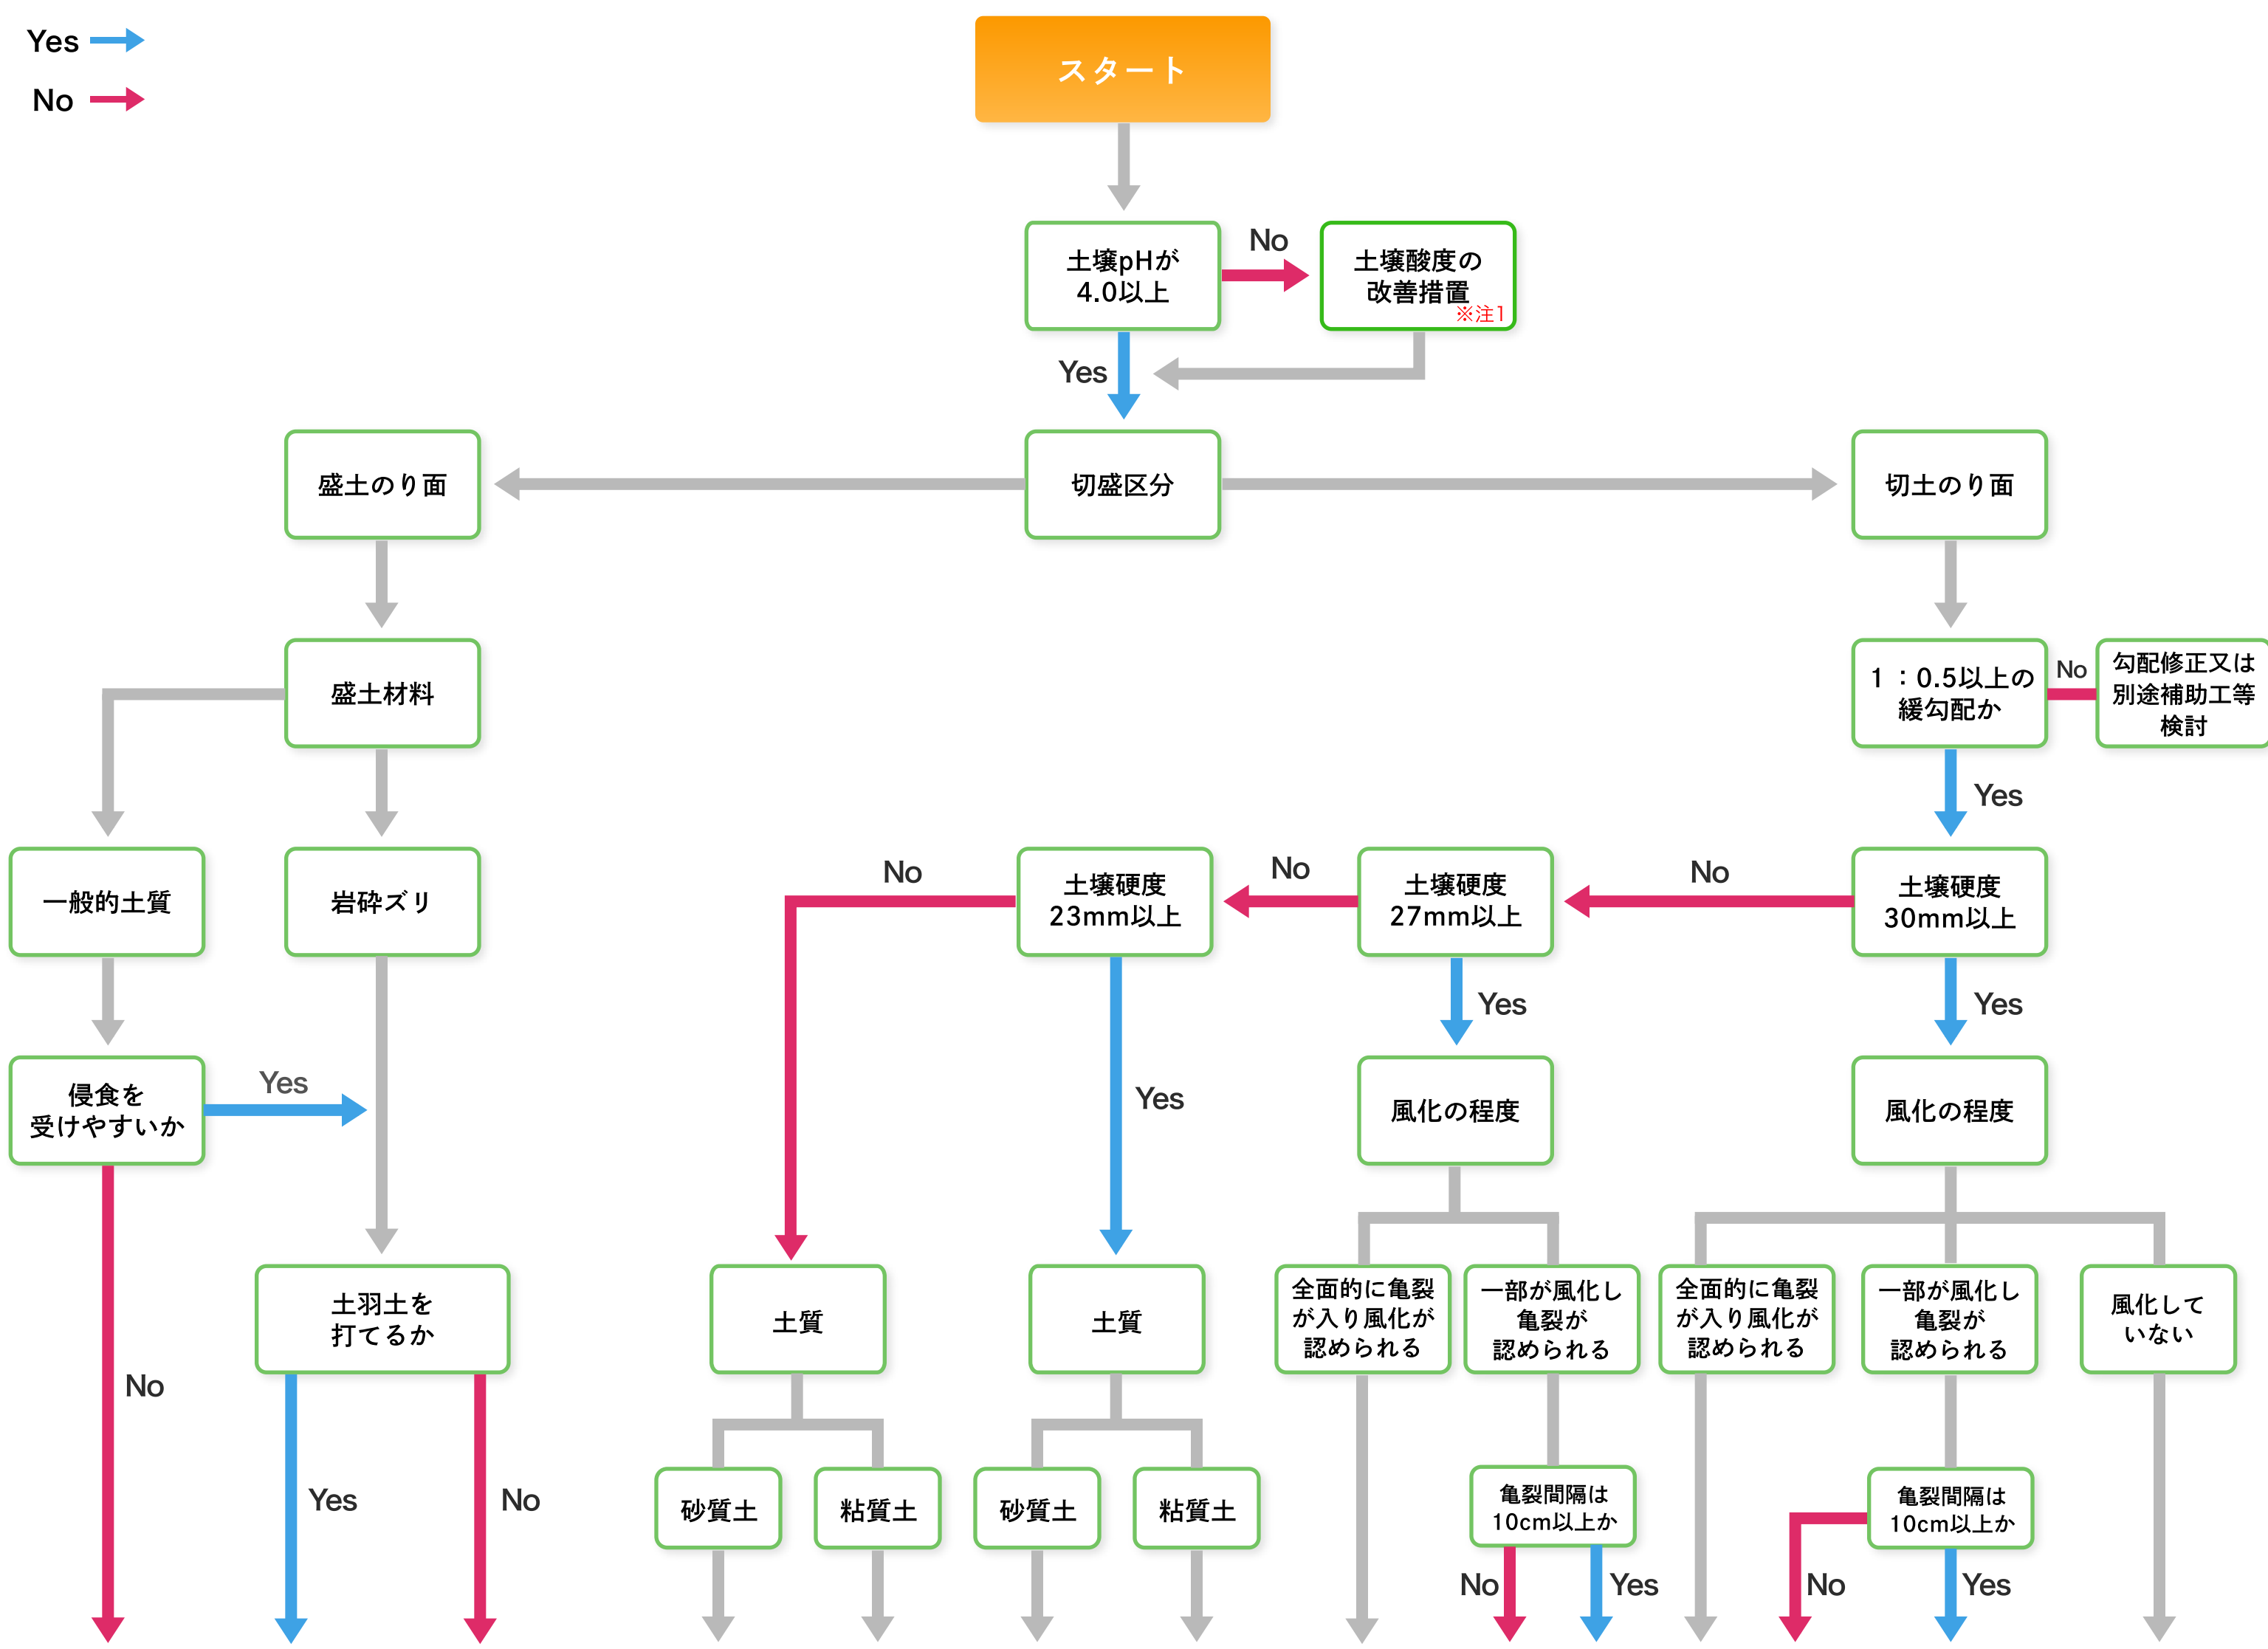 Yes
No
スタート
土壌pHが
4.0以上
No
土壌酸度の
改善措置
※注1
Yes
盛土のり面
切盛区分
切土のり面
盛土材料
1：0.5以上の
緩勾配か
No
勾配修正又は
別途補助工等
検討
Yes
一般的土質
岩砕ズリ
No
土壌硬度
23mm以上
No
土壌硬度
27mm以上
No
土壌硬度
30mm以上
Yes
Yes
侵食を
受けやすいか
Yes
Yes
風化の程度
風化の程度
土羽土を
打てるか
土質
土質
全面的に亀裂
が入り風化が
認められる
一部が風化し
亀裂が
認められる
全面的に亀裂
が入り風化が
認められる
一部が風化し
亀裂が
認められる
風化して
いない
No
Yes
No
砂質土
粘質土
砂質土
粘質土
亀裂間隔は
10cm以上か
亀裂間隔は
10cm以上か
No
Yes
No
Yes